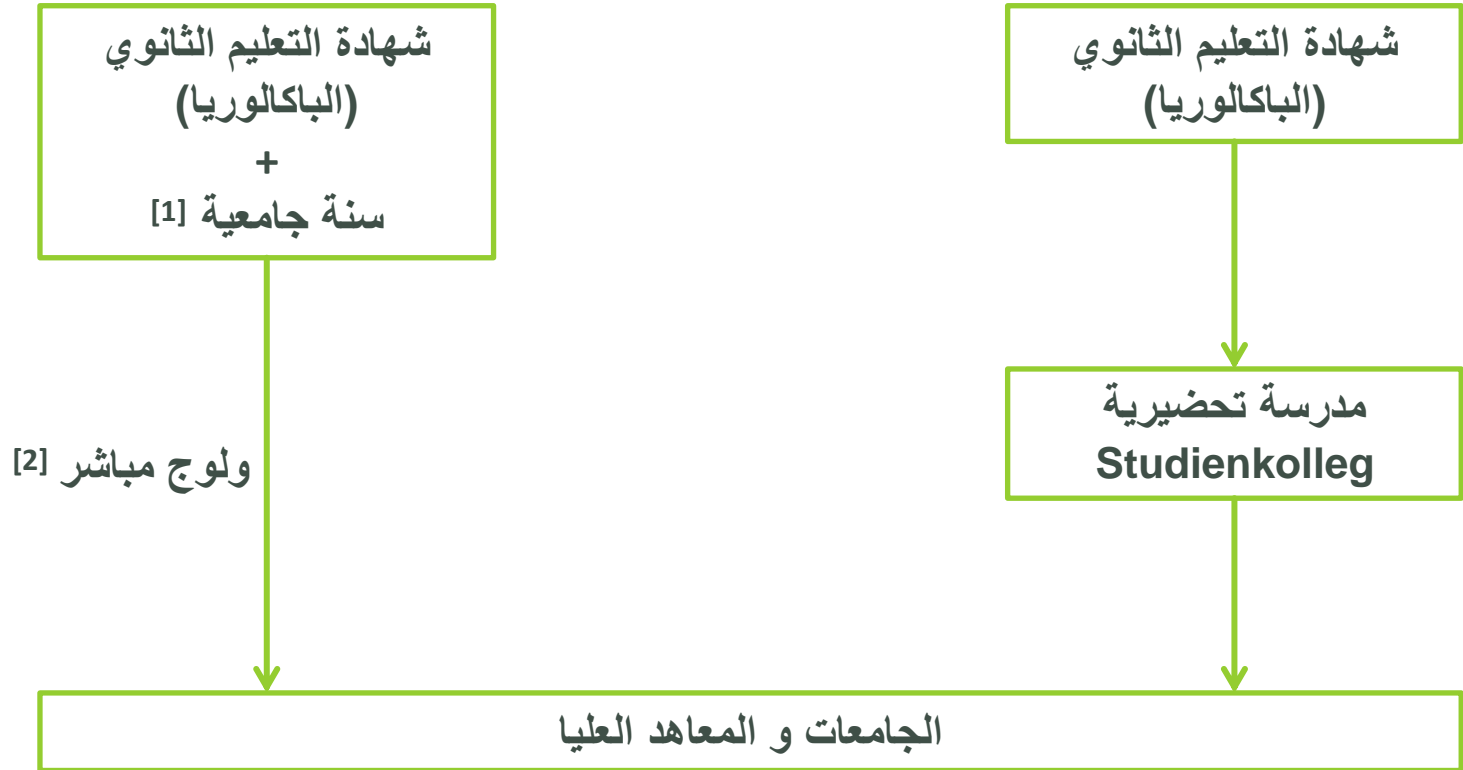 شهادة التعليم الثانوي
(الباكالوريا)
مدرسة تحضيرية
Studienkolleg
شهادة التعليم الثانوي
(الباكالوريا)
+
سنة جامعية [1]
ولوج مباشر [2]
الجامعات و المعاهد العليا